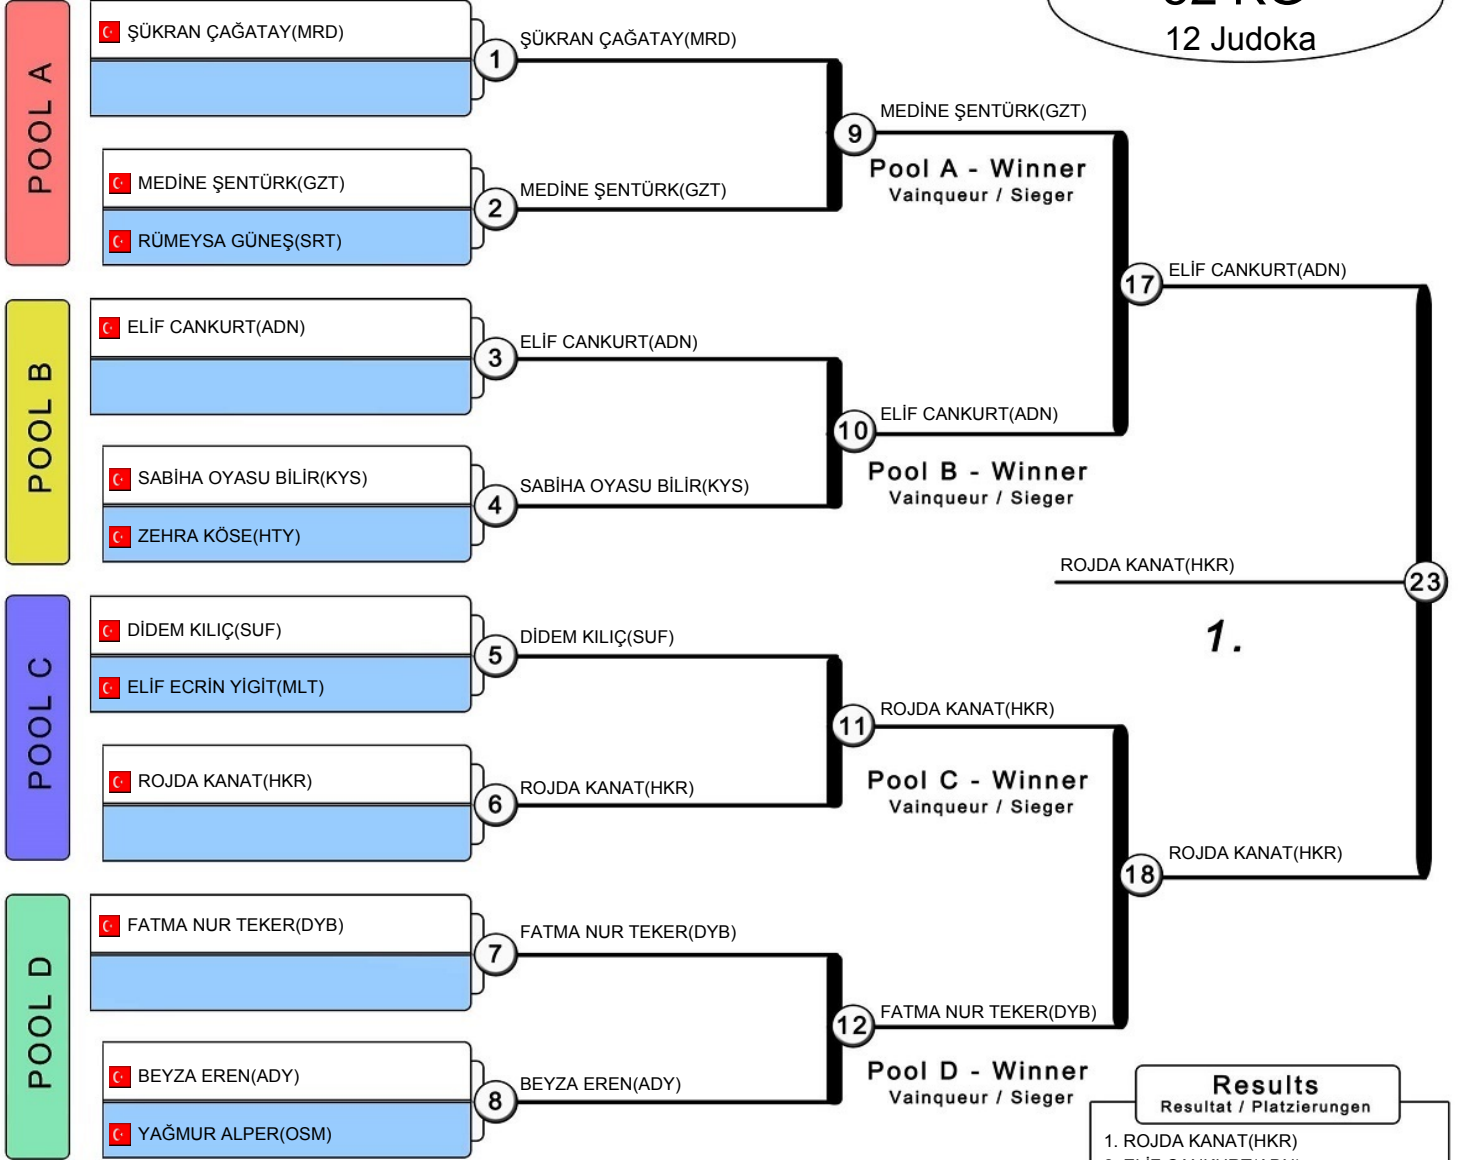 12 Judoka
POOL A
ŞÜKRAN ÇAĞATAY(MRD)
1
ŞÜKRAN ÇAĞATAY(MRD)
MEDİNE ŞENTÜRK(GZT)
RÜMEYSA GÜNEŞ(SRT)
2
MEDİNE ŞENTÜRK(GZT)
9
MEDİNE ŞENTÜRK(GZT)
Pool A - Winner
Vainqueur / Sieger
POOL B
ELİF CANKURT(ADN)
3
ELİF CANKURT(ADN)
SABİHA OYASU BİLİR(KYS)
ZEHRA KÖSE(HTY)
4
SABİHA OYASU BİLİR(KYS)
10
ELİF CANKURT(ADN)
Pool B - Winner
Vainqueur / Sieger
17
ELİF CANKURT(ADN)
ROJDA KANAT(HKR)
23
1.
POOL C
DİDEM KILIÇ(SUF)
ELİF ECRİN YİGİT(MLT)
5
DİDEM KILIÇ(SUF)
ROJDA KANAT(HKR)
6
ROJDA KANAT(HKR)
11
ROJDA KANAT(HKR)
Pool C - Winner
Vainqueur / Sieger
POOL D
FATMA NUR TEKER(DYB)
7
FATMA NUR TEKER(DYB)
BEYZA EREN(ADY)
YAĞMUR ALPER(OSM)
8
BEYZA EREN(ADY)
12
FATMA NUR TEKER(DYB)
Pool D - Winner
Vainqueur / Sieger
18
ROJDA KANAT(HKR)
Results
Resultat / Platzierungen
1. ROJDA KANAT(HKR)